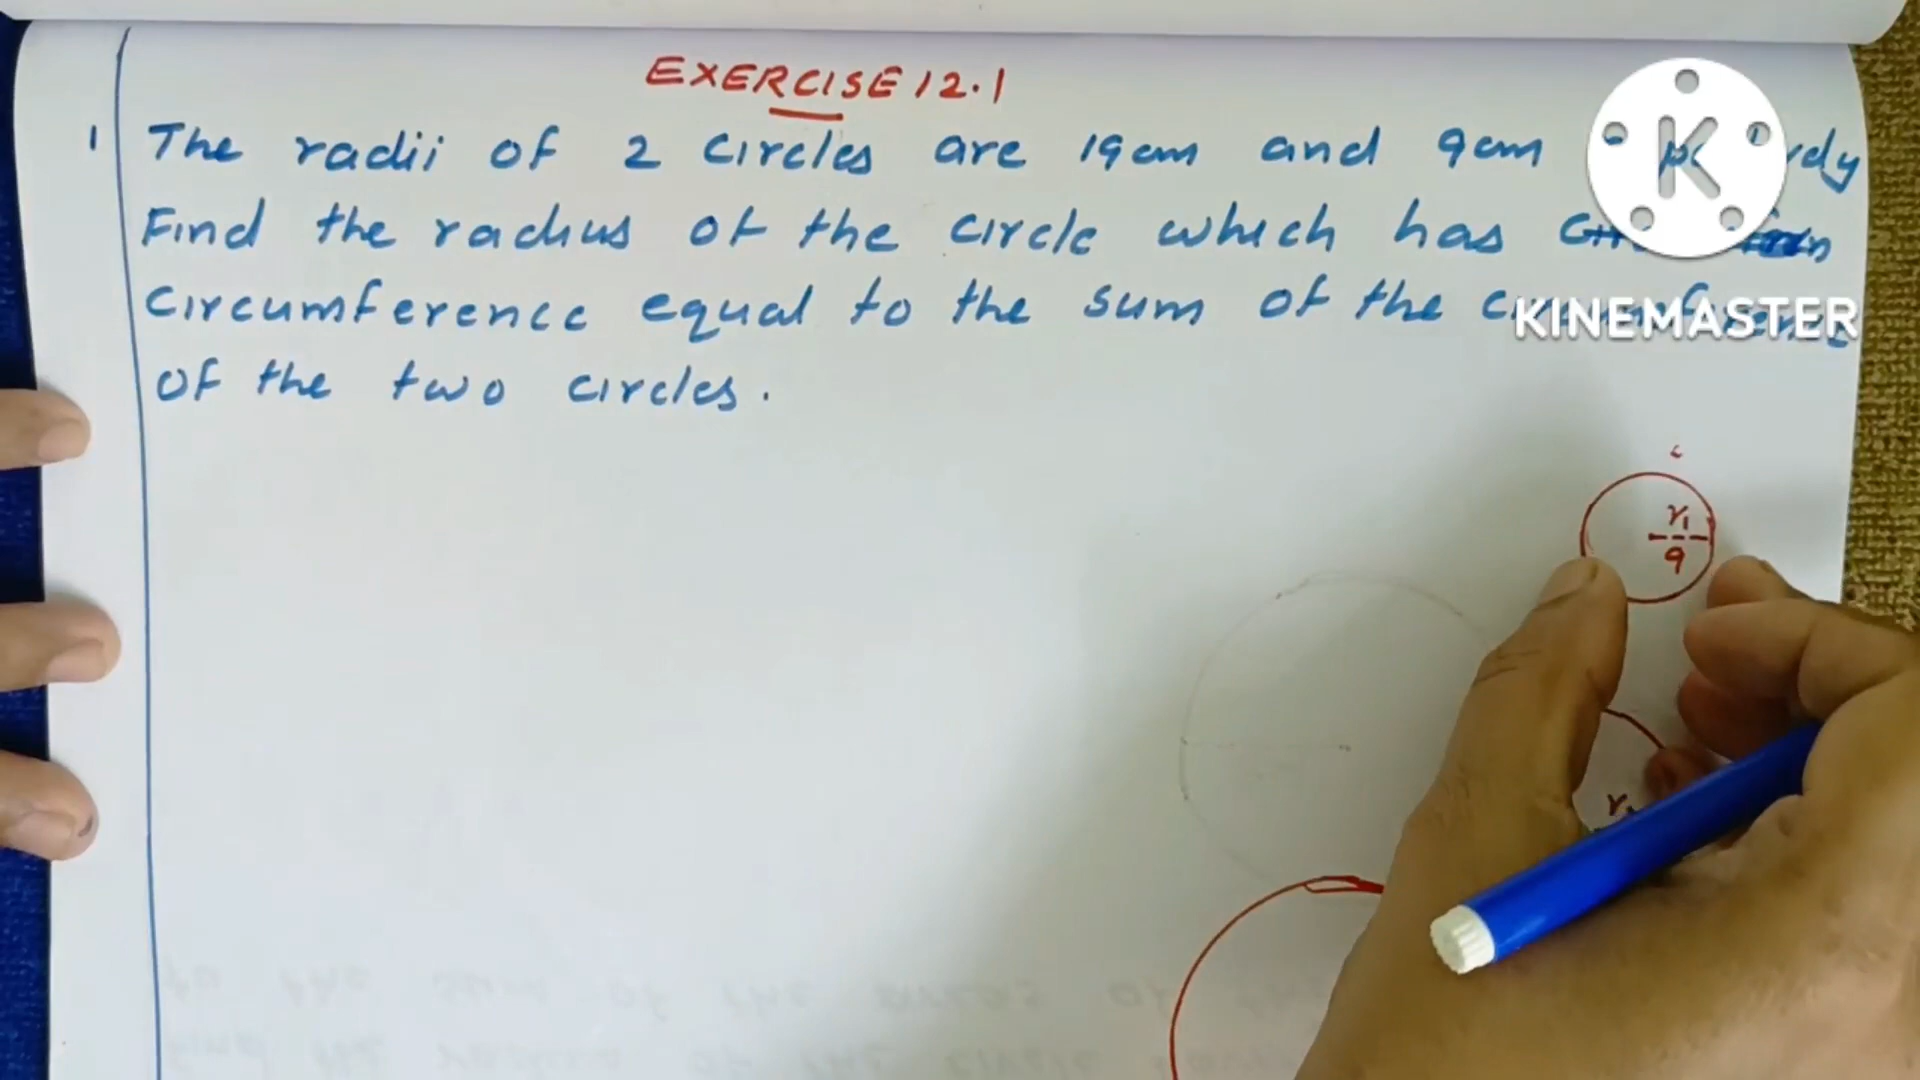 EXERCISE 12.1
1 The radii of 2 circles are 19cm and 9cm
Find the radius of the circle which has
circumference equal to the sum of the
of the two circles.
KINEMASTER
r1
9